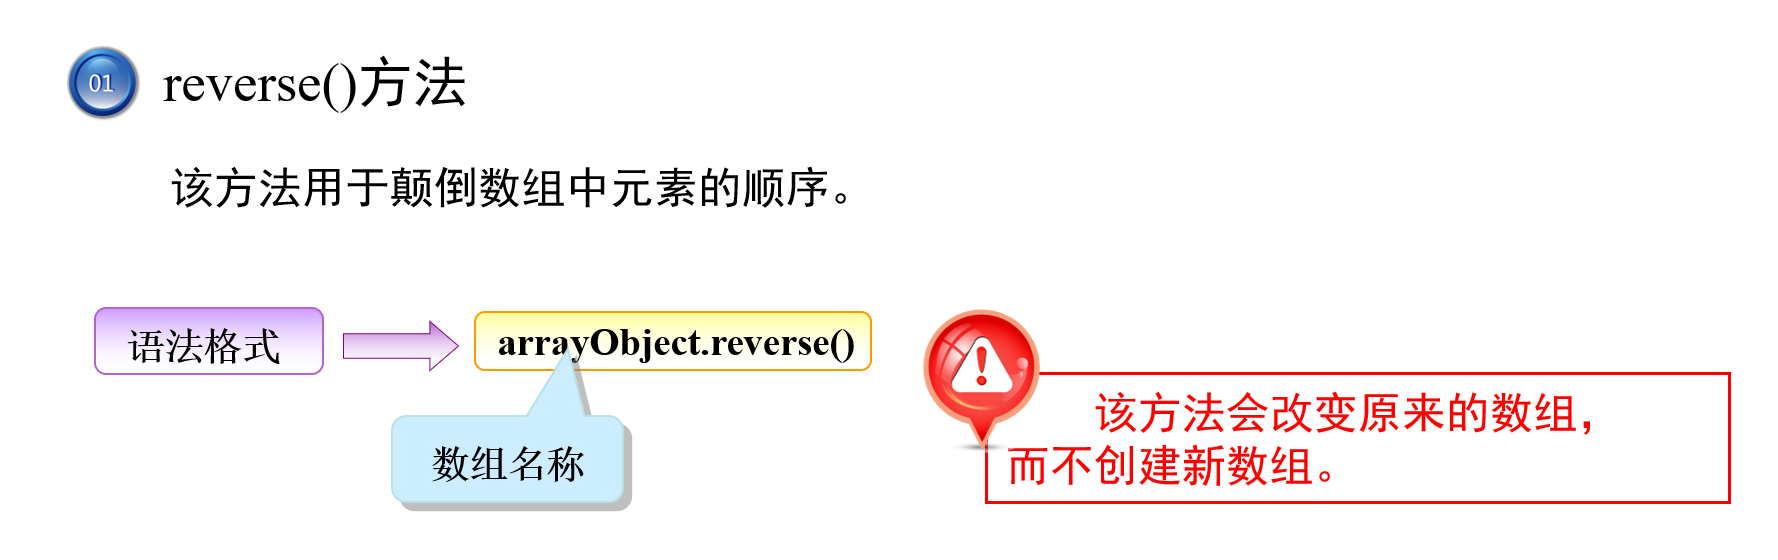 01
reverse()方法
该方法用于颠倒数组中元素的顺序。
语法格式
arrayObject.reverse()
数组名称
该方法会改变原来的数组，
而不创建新数组。